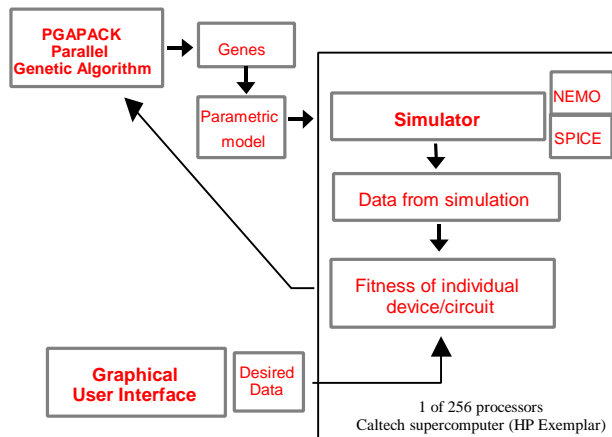 PGAPACK
Parallel
Genetic Algorithm
Genes
Parametric
model
Simulator
NEMO
SPICE
Data from simulation
Fitness of individual
device/circuit
Graphical
User Interface
Desired
Data
1 of 256 processors
Caltech supercomputer (HP Exemplar)